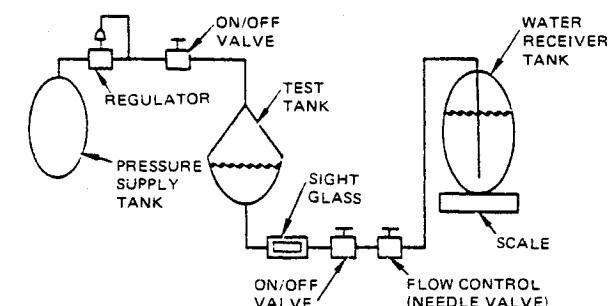 ON/OFF
VALVE
WATER
RECEIVER
TANK
REGULATOR
TEST
TANK
PRESSURE
SUPPLY
TANK
SIGHT
GLASS
SCALE
ON/OFF
VALVE
FLOW CONTROL
(NEEDLE VALVE)